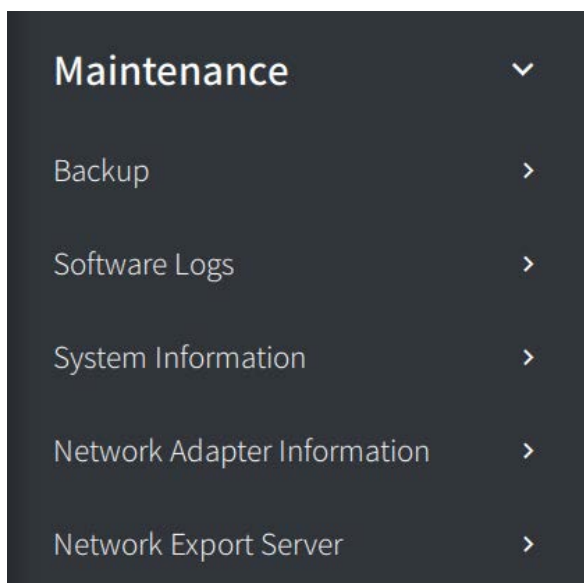 Maintenance
Backup
Software Logs
System Information
Network Adapter Information
Network Export Server